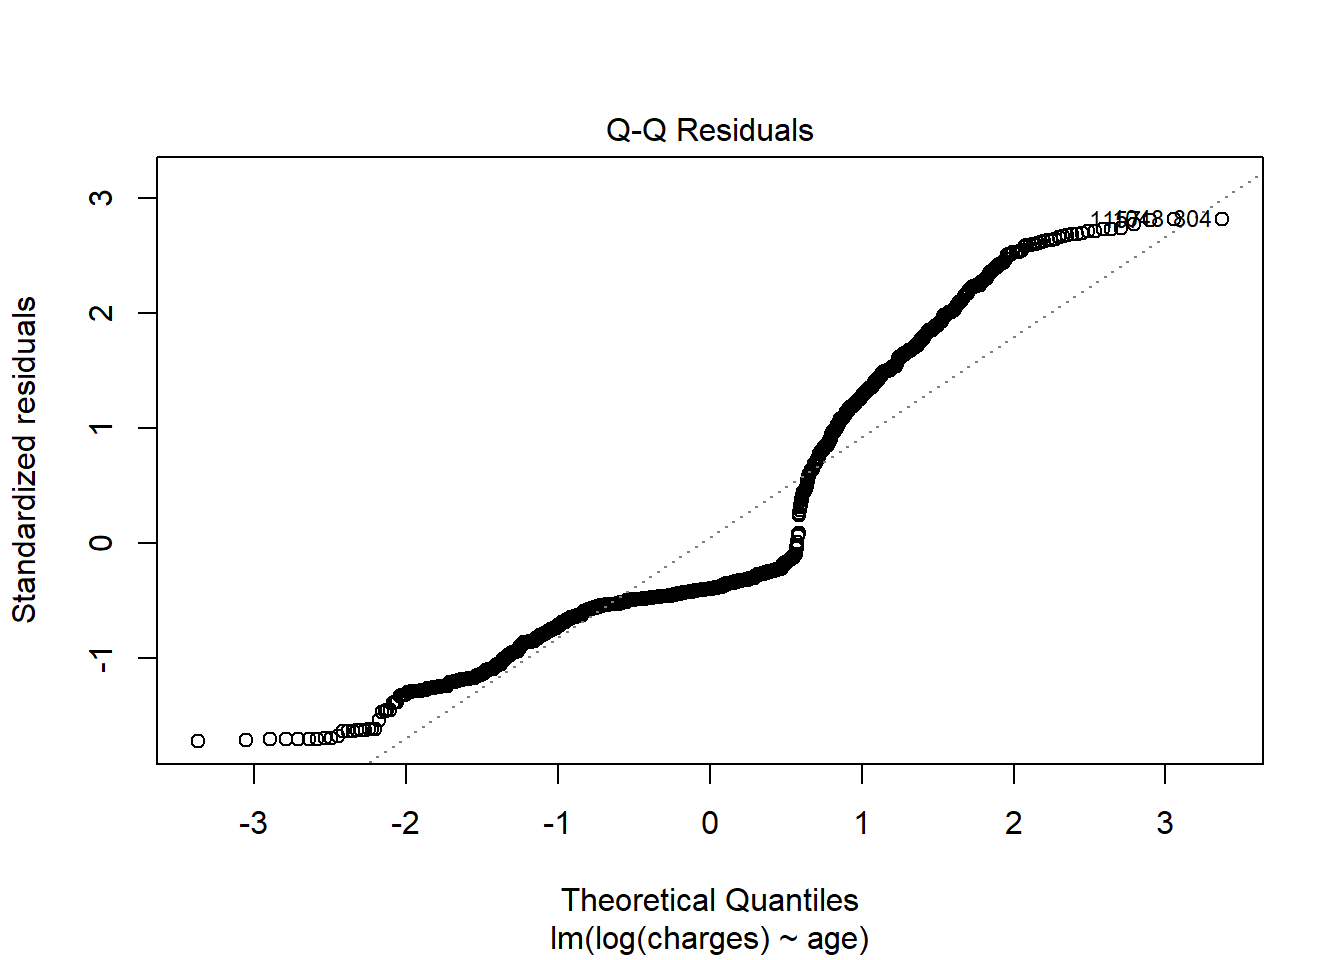 Q-Q Residuals
Standardized residuals
3
2
1
0
-1
804
-3 -2 -1 0 1 2 3
Theoretical Quantiles
lm(log(charges) ~ age)